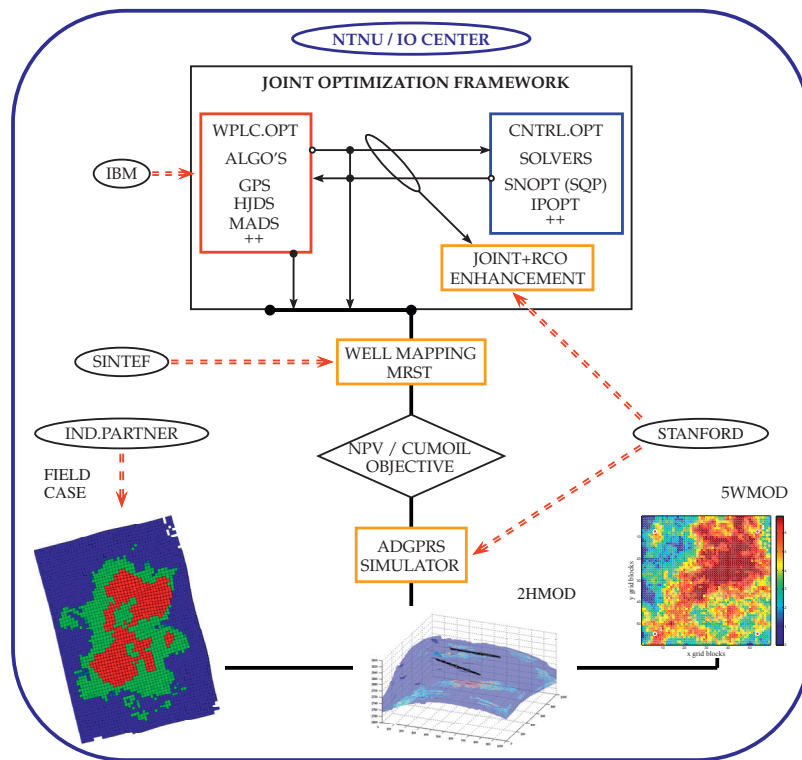 NTNU / IO CENTER
JOINT OPTIMIZATION FRAMEWORK
WPLC.OPT
ALGO'S
GPS
HJDS
MADS
++
CNTRL.OPT
SOLVERS
SNOPT (SQP)
IPOPT
++
IBM
JOINT+RCO
ENHANCEMENT
SINTEF
WELL MAPPING
MRST
IND.PARTNER
NPV / CUMOIL
OBJECTIVE
STANFORD
FIELD
CASE
5WMOD
ADGPRS
SIMULATOR
2HMOD
y grid blocks
x grid blocks